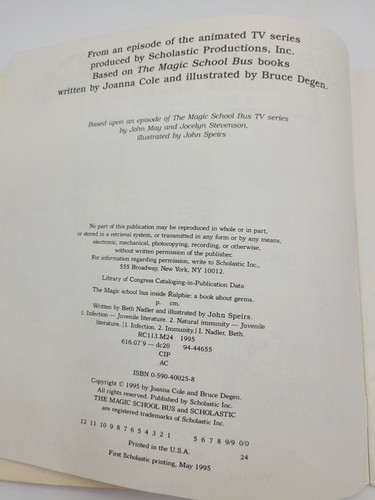 From an episode of the animated TV series
produced by Scholastic Productions, Inc.
Based on The Magic School Bus books
written by Joanna Cole and illustrated by Bruce Degen.
Based upon an episode of The Magic School Bus TV series
by John May and Jocelyn Stevenson,
illustrated by John Speirs
No part of this publication may be reproduced in whole or in part,
or stored in a retrieval system, or transmitted in any form or by any means,
electronic, mechanical, photocopying, recording, or otherwise,
without written permission of the publisher.
For information regarding permission, write to Scholastic Inc.,
555 Broadway, New York, NY 10012.
Library of Congress Cataloging-in-Publication Data
The Magic school bus inside Ralphie: a book about germs.
p. cm.
Written by Beth Nadler and illustrated by John Speirs.
1. Infection — Juvenile literature. 2. Natural immunity — Juvenile
literature. [1. Infection. 2. Immunity.] I. Nadler, Beth.
RC113.M24 1995
616.07'9 — dc20 94-44655
CIP
AC
ISBN 0-590-40025-8
Copyright © 1995 by Joanna Cole and Bruce Degen.
All rights reserved. Published by Scholastic Inc.
THE MAGIC SCHOOL BUS and SCHOLASTIC
are registered trademarks of Scholastic Inc.
12 11 10 9 8 7 6 5 4 3 2 1 5 6 7 8 9/9 0/0
Printed in the U.S.A. 24
First Scholastic printing, May 1995